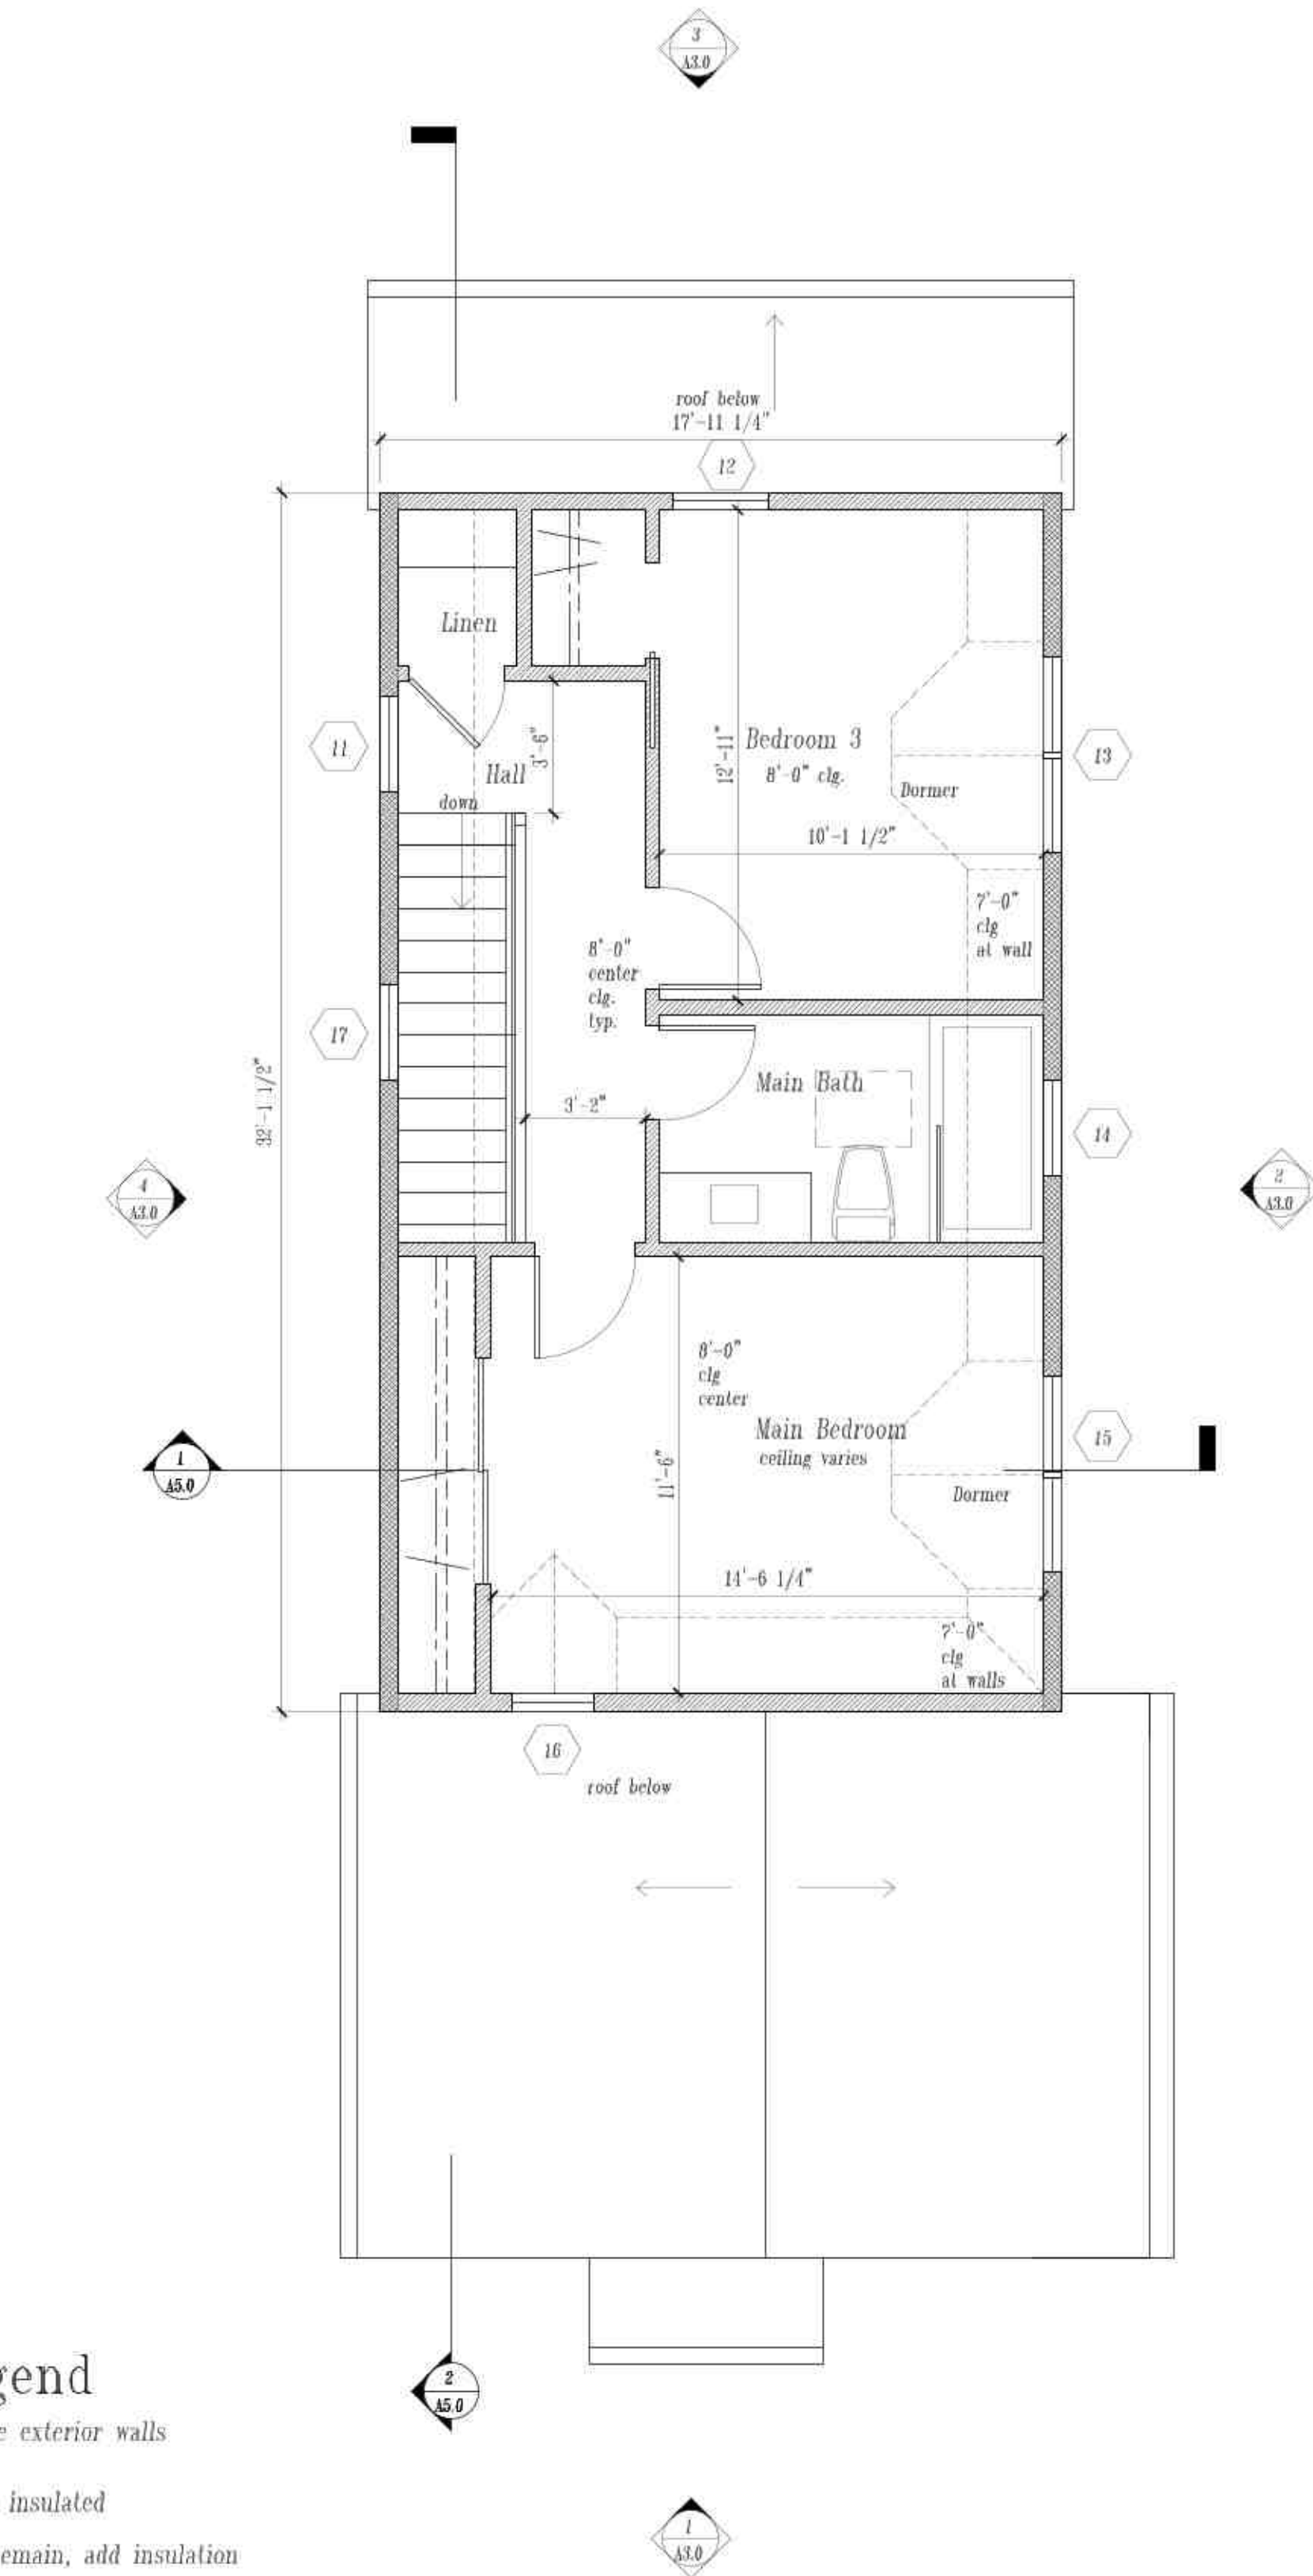 3
A3.0
roof below
17'-11 1/4"
12
Linen
11
Hall
3'-6"
down
12'-11"
Bedroom 3
8'-0" clg.
13
Dormer
10'-1 1/2"
7'-0"
clg
at wall
8'-0"
center
clg.
typ.
17
32'-1 1/2"
3'-2"
Main Bath
14
4
A3.0
2
A3.0
8'-0"
clg
center
Main Bedroom
ceiling varies
15
1
A5.0
11'-6"
Dormer
14'-6 1/4"
7'-0"
clg
at walls
16
roof below
gend
2
A5.0
e exterior walls
insulated
1
A3.0
emain, add insulation